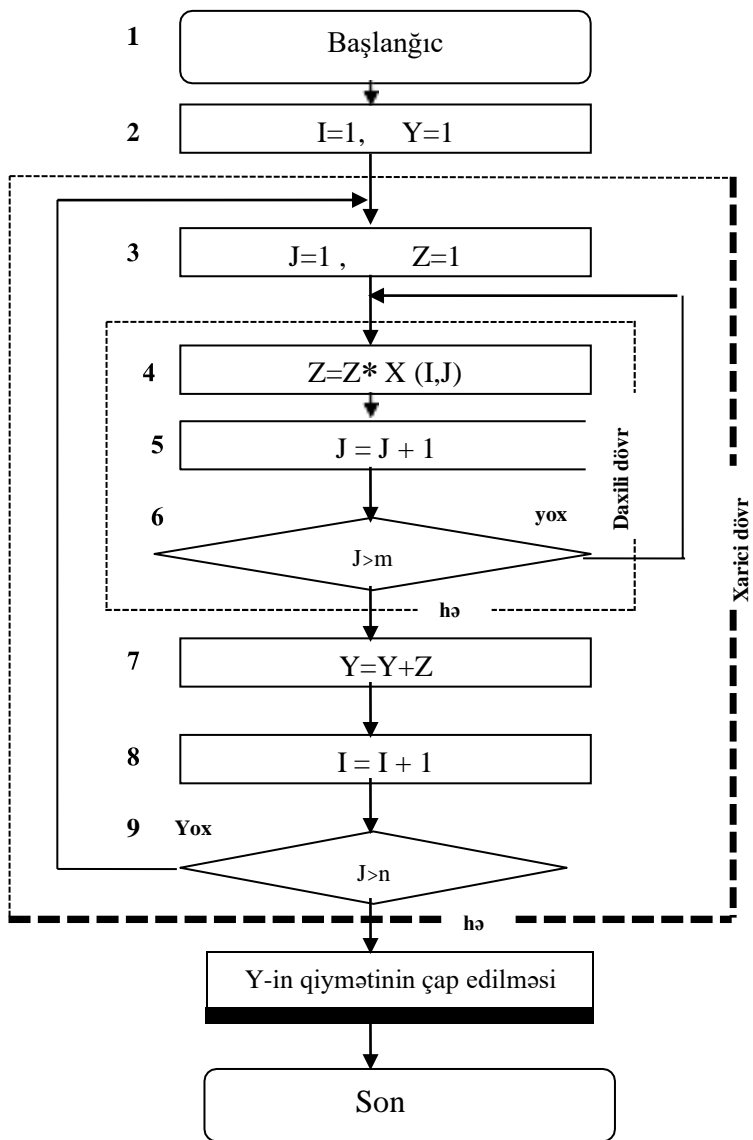 1
Başlanğıc
2
I=1, Y=1
3
J=1 , Z=1
4
Z=Z* X (I,J)
5
J = J + 1
6
yox
J>m
hə
Daxili dövr
Xarici dövr
7
Y=Y+Z
8
I = I + 1
9
Yox
J>n
hə
Y-in qiymətinin çap edilməsi
Son